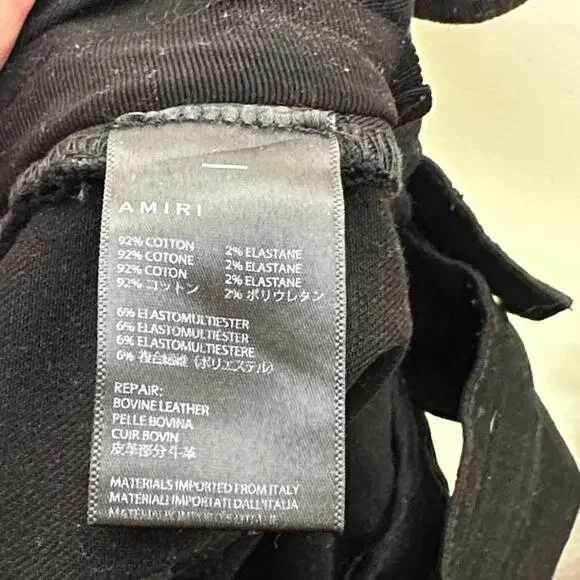 AMIRI
92% COTTON 2% ELASTANE
92% COTONE 2% ELASTANE
92% COTON 2% ELASTANE
92% コットン 2% ポリウレタン
6% ELASTOMULTIESTER
6% ELASTOMULTIESTER
6% ELASTOMULTIESTERE
6% 複合繊維 (ポリエステル)
REPAIR:
BOVINE LEATHER
PELLE BOVINA
CUIR BOVIN
皮革部分牛革
MATERIALS IMPORTED FROM ITALY
MATERIALI IMPORTATI DALL'ITALIA